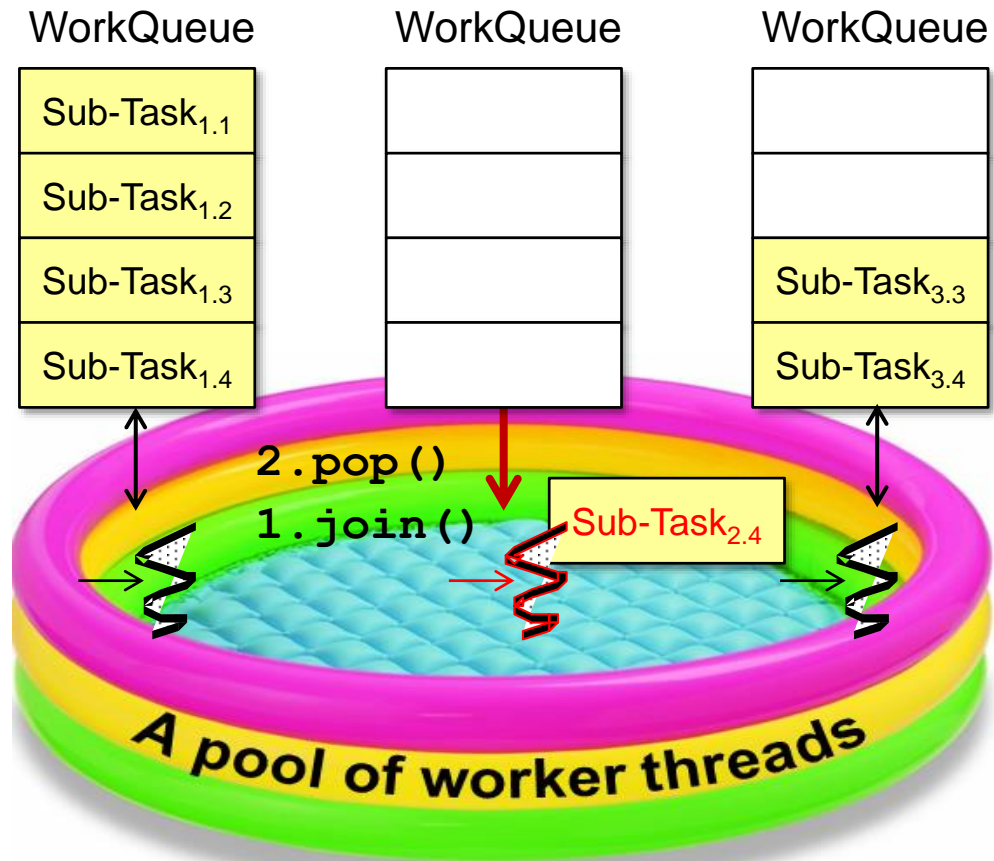 WorkQueue WorkQueue WorkQueue
Sub-Task1.1
Sub-Task1.2
Sub-Task1.3 Sub-Task3.3
Sub-Task1.4 Sub-Task3.4
2.pop()
1.join() Sub-Task2.4
A pool of worker threads